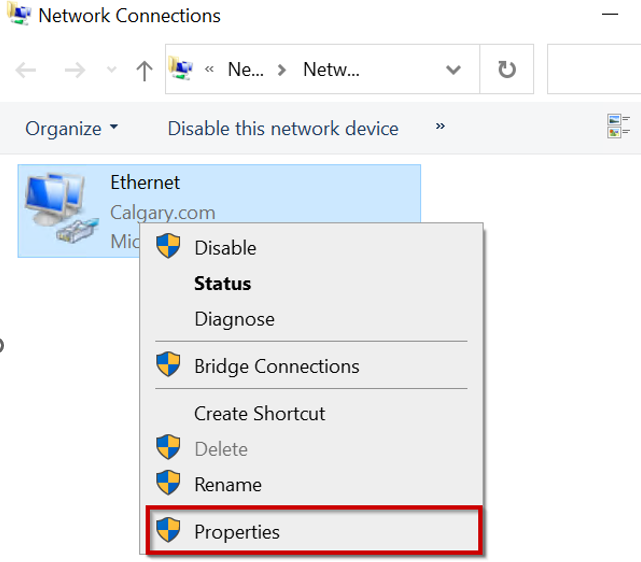 Network Connections
« Ne... > Netw...
Organize Disable this network device »
Ethernet
Calgary.com
Disable
Status
Diagnose
Bridge Connections
Create Shortcut
Delete
Rename
Properties